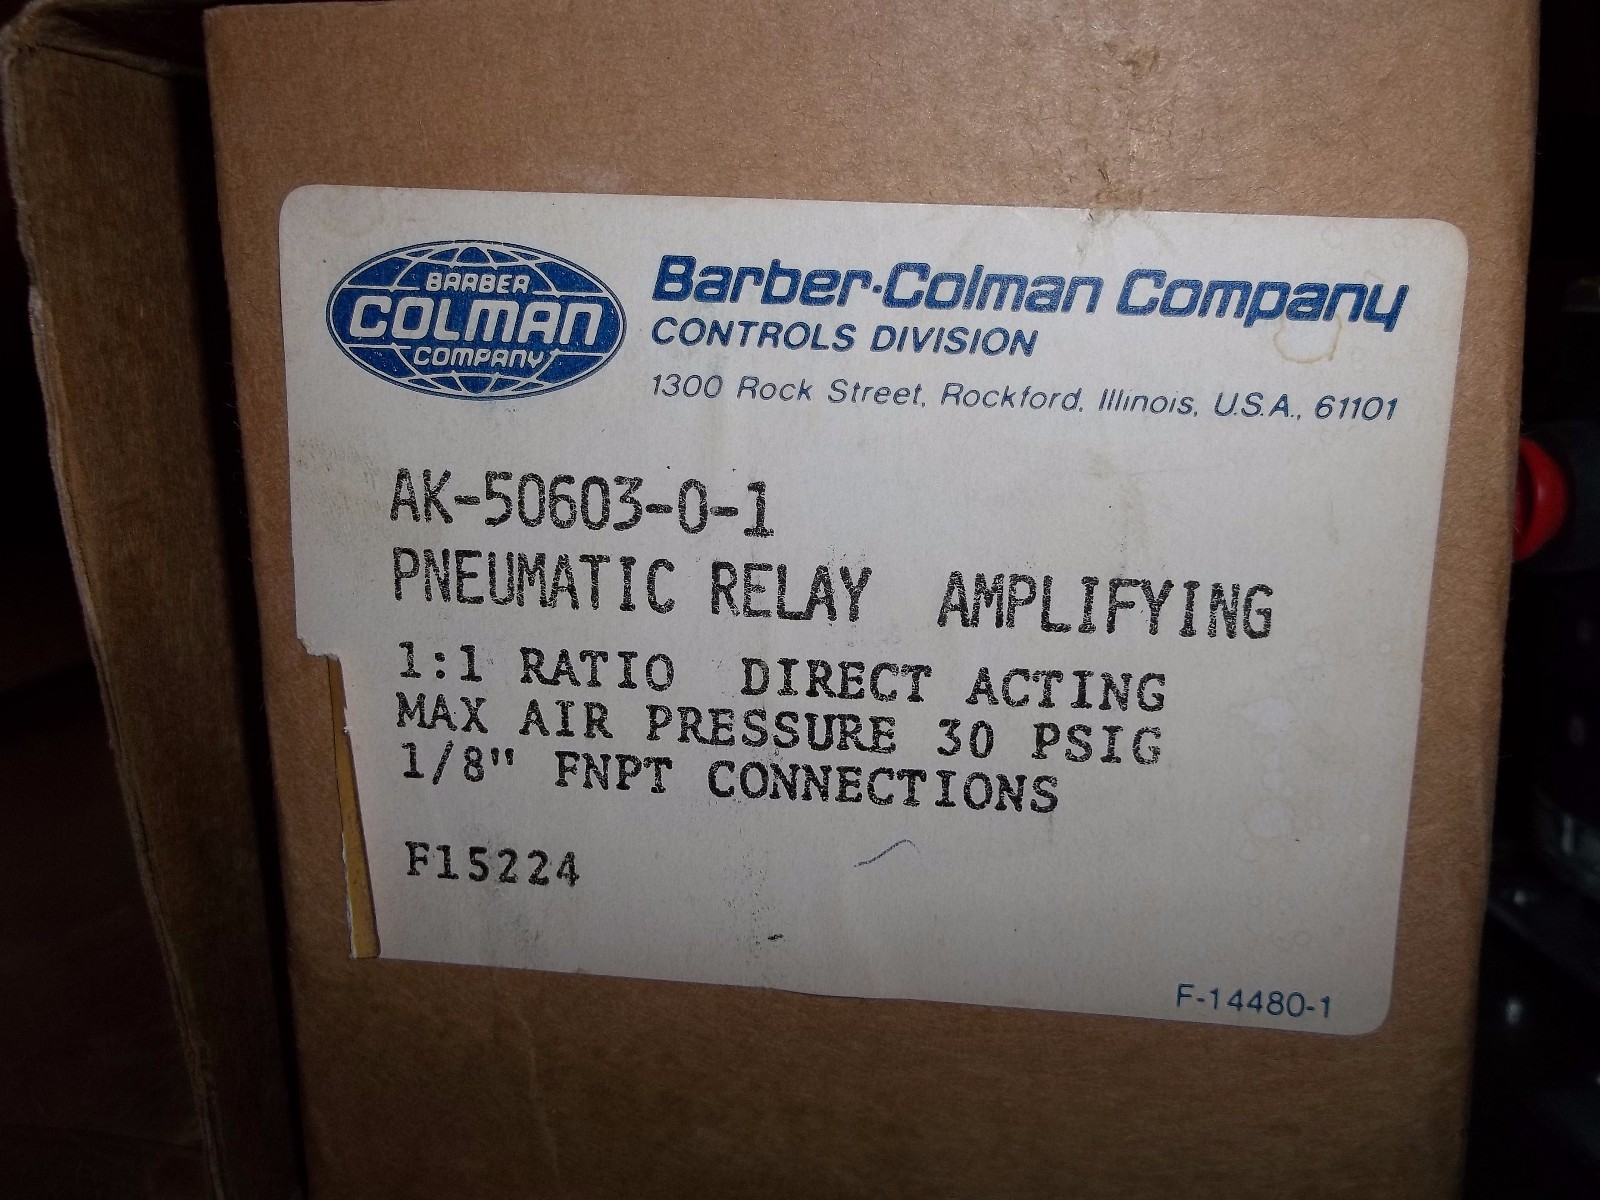 BARBER
COLMAN
COMPANY
Barber-Colman Company
CONTROLS DIVISION
1300 Rock Street, Rockford, Illinois, U.S.A., 61101
AK-50603-0-1
PNEUMATIC RELAY AMPLIFYING
1:1 RATIO DIRECT ACTING
MAX AIR PRESSURE 30 PSIG
1/8" FNPT CONNECTIONS
F15224
F-14480-1